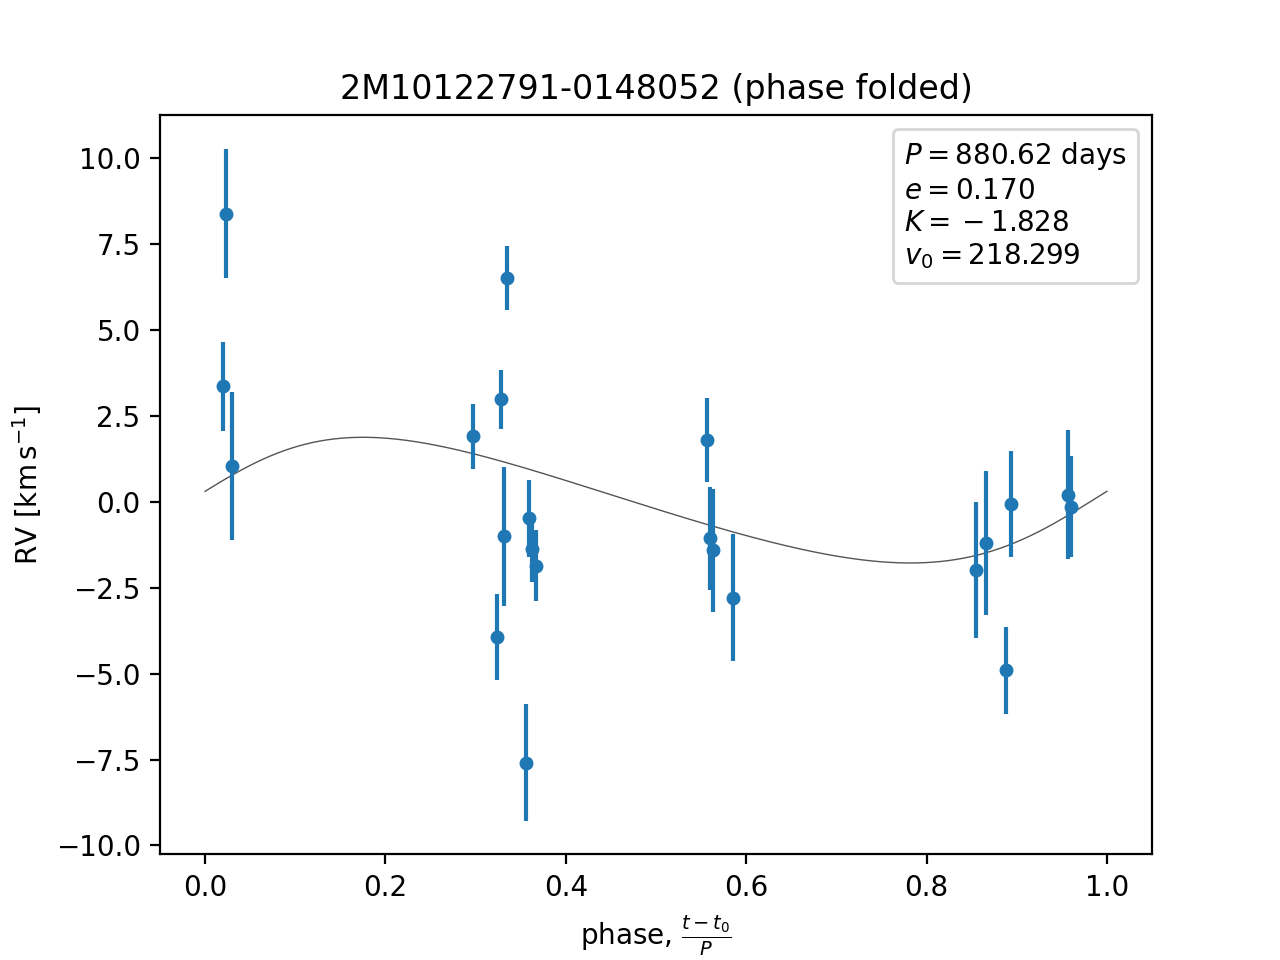 2M10122791-0148052 (phase folded)
P = 880.62 days
e = 0.170
K = −1.828
v₀ = 218.299
RV [km s⁻¹]
10.0
7.5
5.0
2.5
0.0
−2.5
−5.0
−7.5
−10.0
0.0 0.2 0.4 0.6 0.8 1.0
phase, (t − t₀)/P